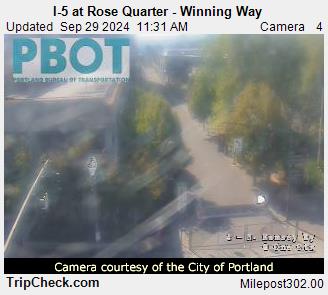 I-5 at Rose Quarter - Winning Way
Updated Sep 29 2024 11:31 AM Camera 4
PBOT
PORTLAND BUREAU OF TRANSPORTATION
Camera courtesy of the City of Portland
TripCheck.com Milepost302.00